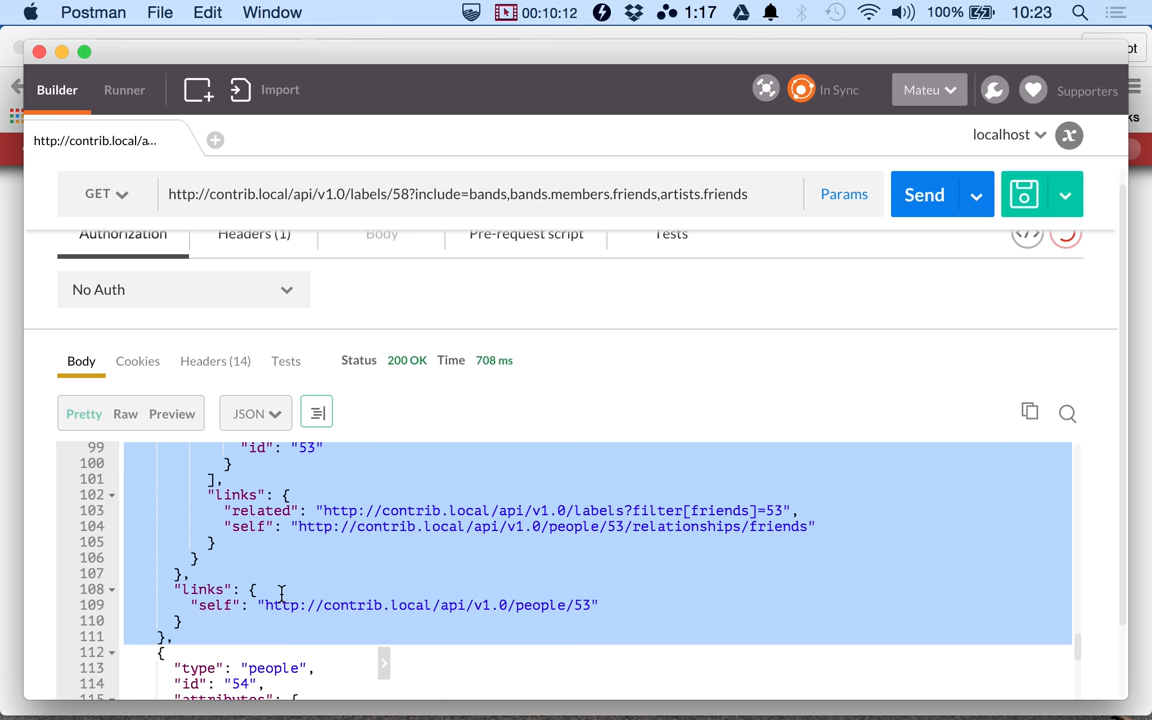 Postman File Edit Window 00:10:12 1:17 100% 10:23
ot
Builder Runner Import In Sync Mateu Supporters
ks
http://contrib.local/a... localhost x
GET http://contrib.local/api/v1.0/labels/58?include=bands,bands.members.friends,artists.friends Params Send
Authorization Headers (1) Body Pre-request script Tests
No Auth
Body Cookies Headers (14) Tests Status 200 OK Time 708 ms
Pretty Raw Preview JSON
99 "id": "53"
100 }
101 ],
102 "links": {
103 "related": "http://contrib.local/api/v1.0/labels?filter[friends]=53",
104 "self": "http://contrib.local/api/v1.0/people/53/relationships/friends"
105 }
106 }
107 },
108 "links": {
109 "self": "http://contrib.local/api/v1.0/people/53"
110 }
111 },
112 {
113 "type": "people",
114 "id": "54",
115 "attributes": {